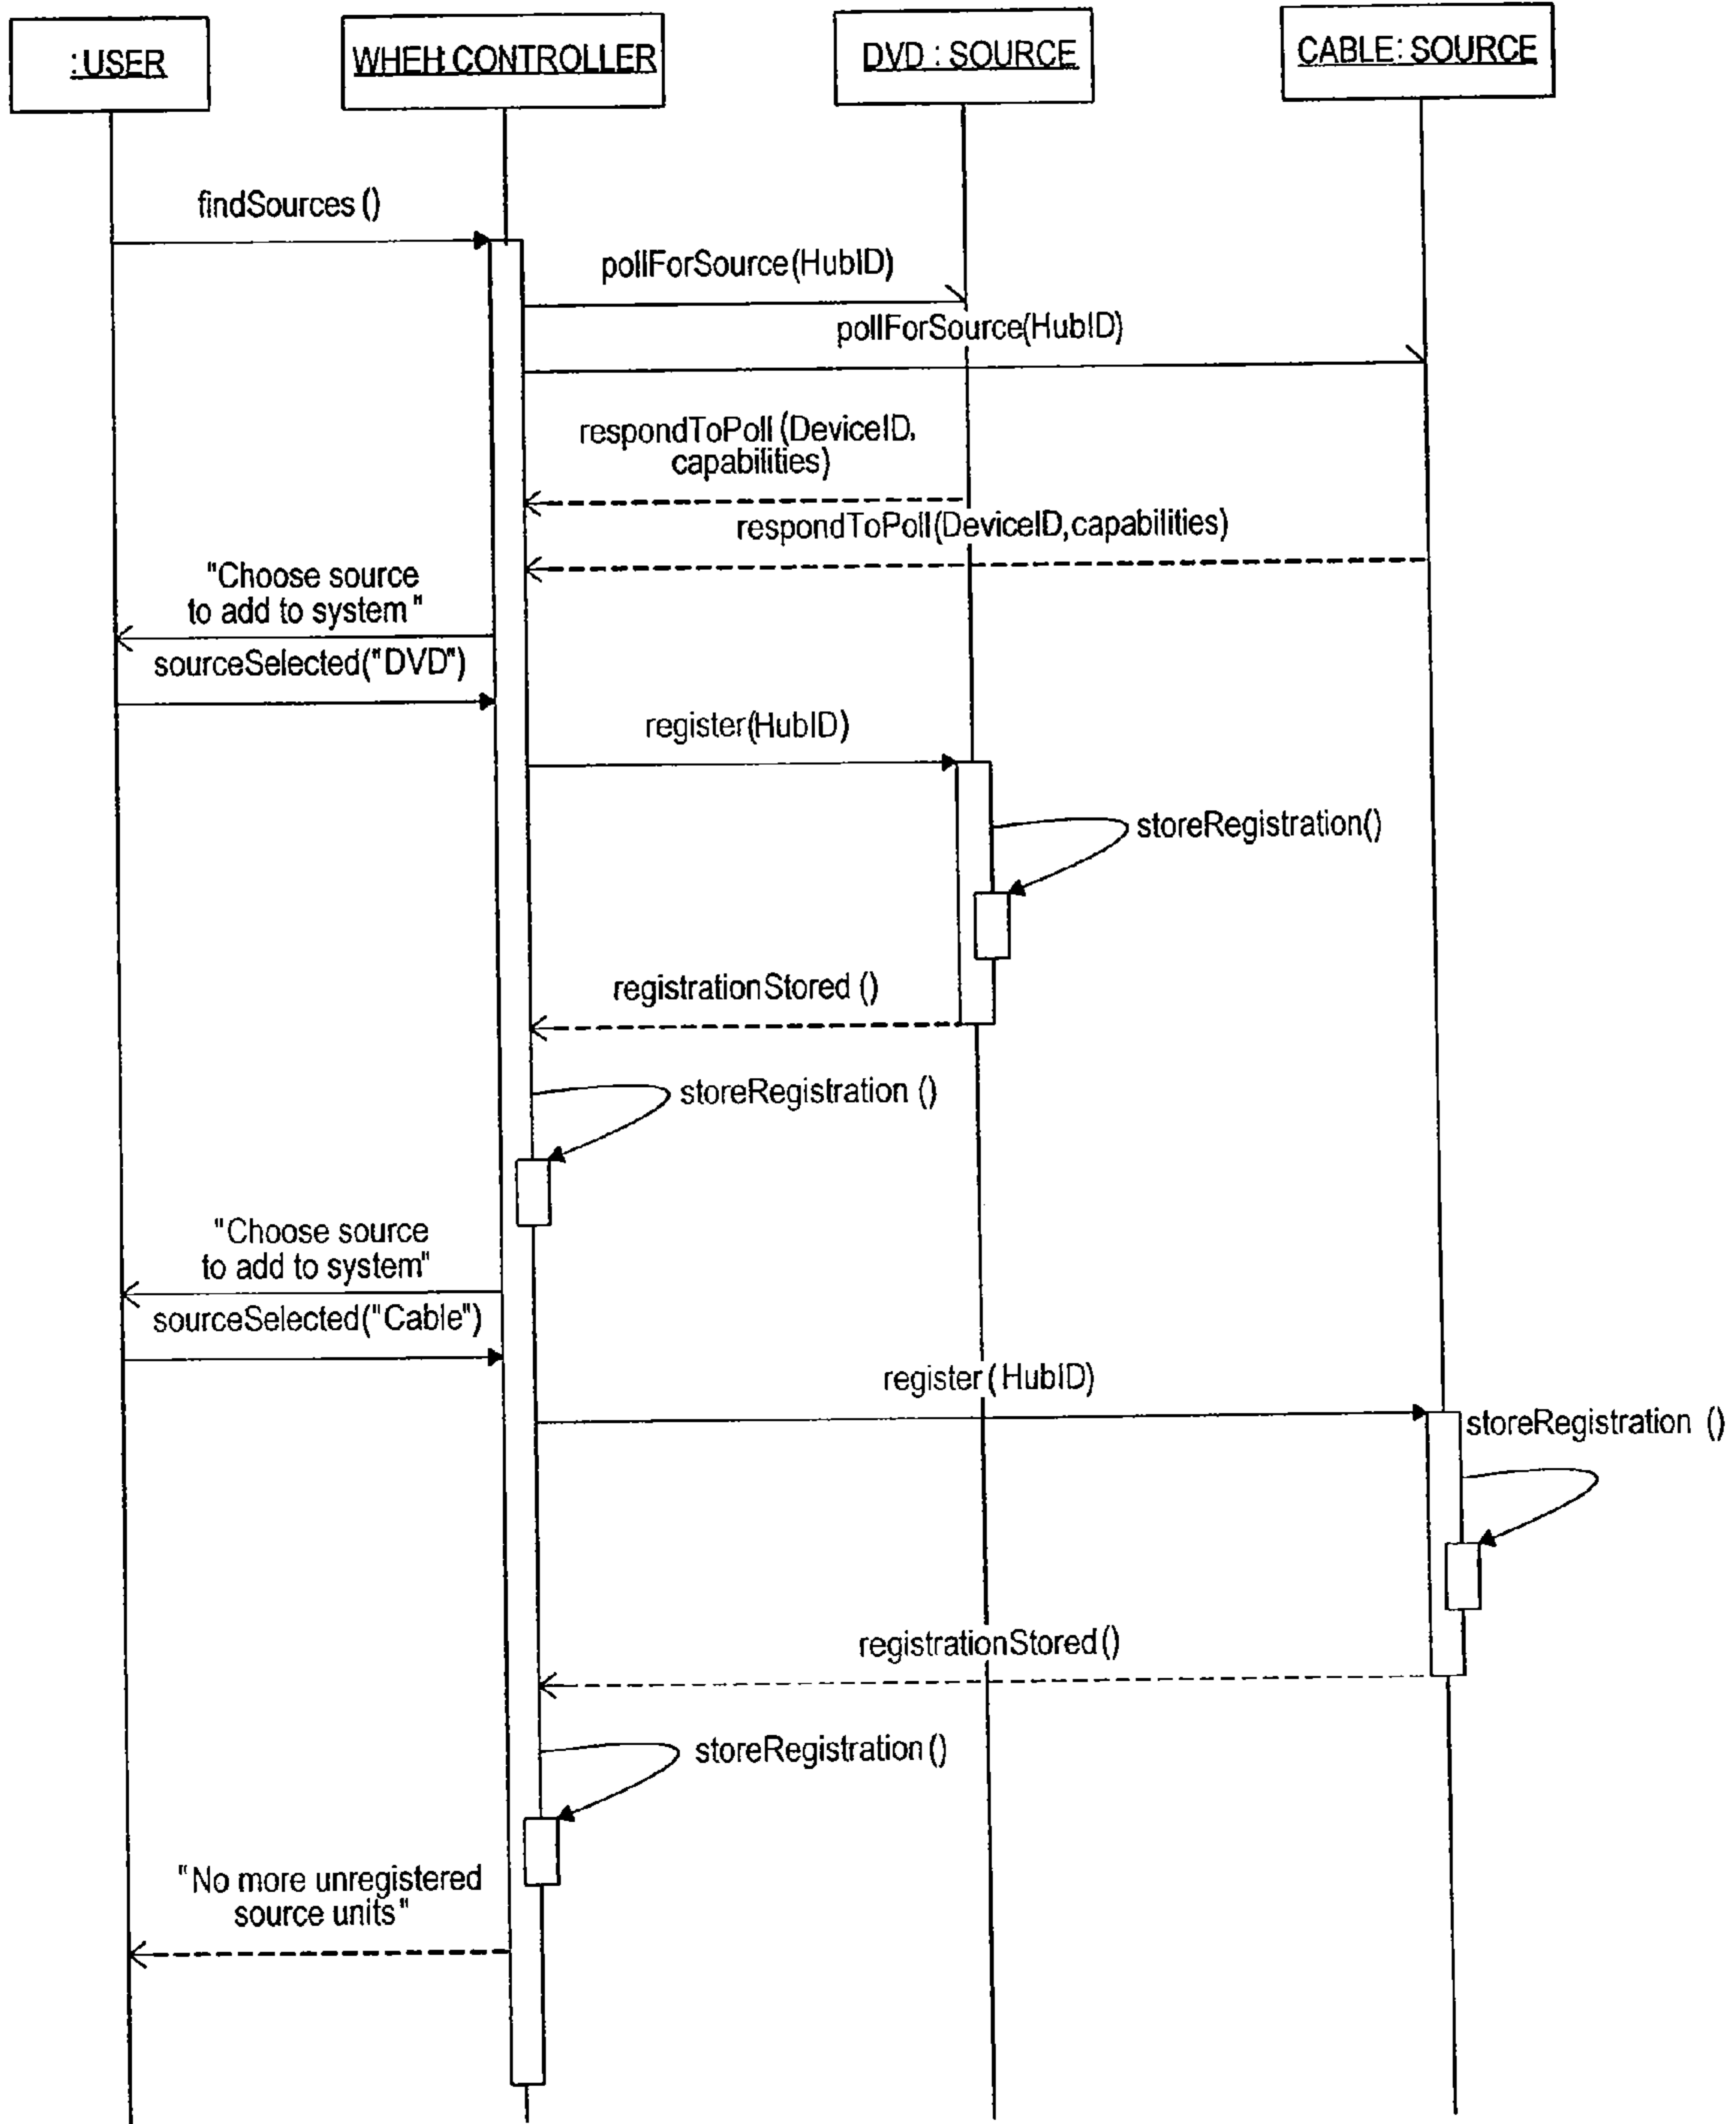 : USER
WHEH: CONTROLLER
DVD : SOURCE
CABLE: SOURCE
findSources ()
pollForSource(HubID)
pollForSource(HubID)
respondToPoll (DeviceID,
capabilities)
respondToPoll(DeviceID,capabilities)
"Choose source
to add to system"
sourceSelected("DVD")
register(HubID)
storeRegistration()
registrationStored ()
storeRegistration ()
"Choose source
to add to system"
sourceSelected("Cable")
register (HubID)
storeRegistration ()
registrationStored()
storeRegistration ()
"No more unregistered
source units"